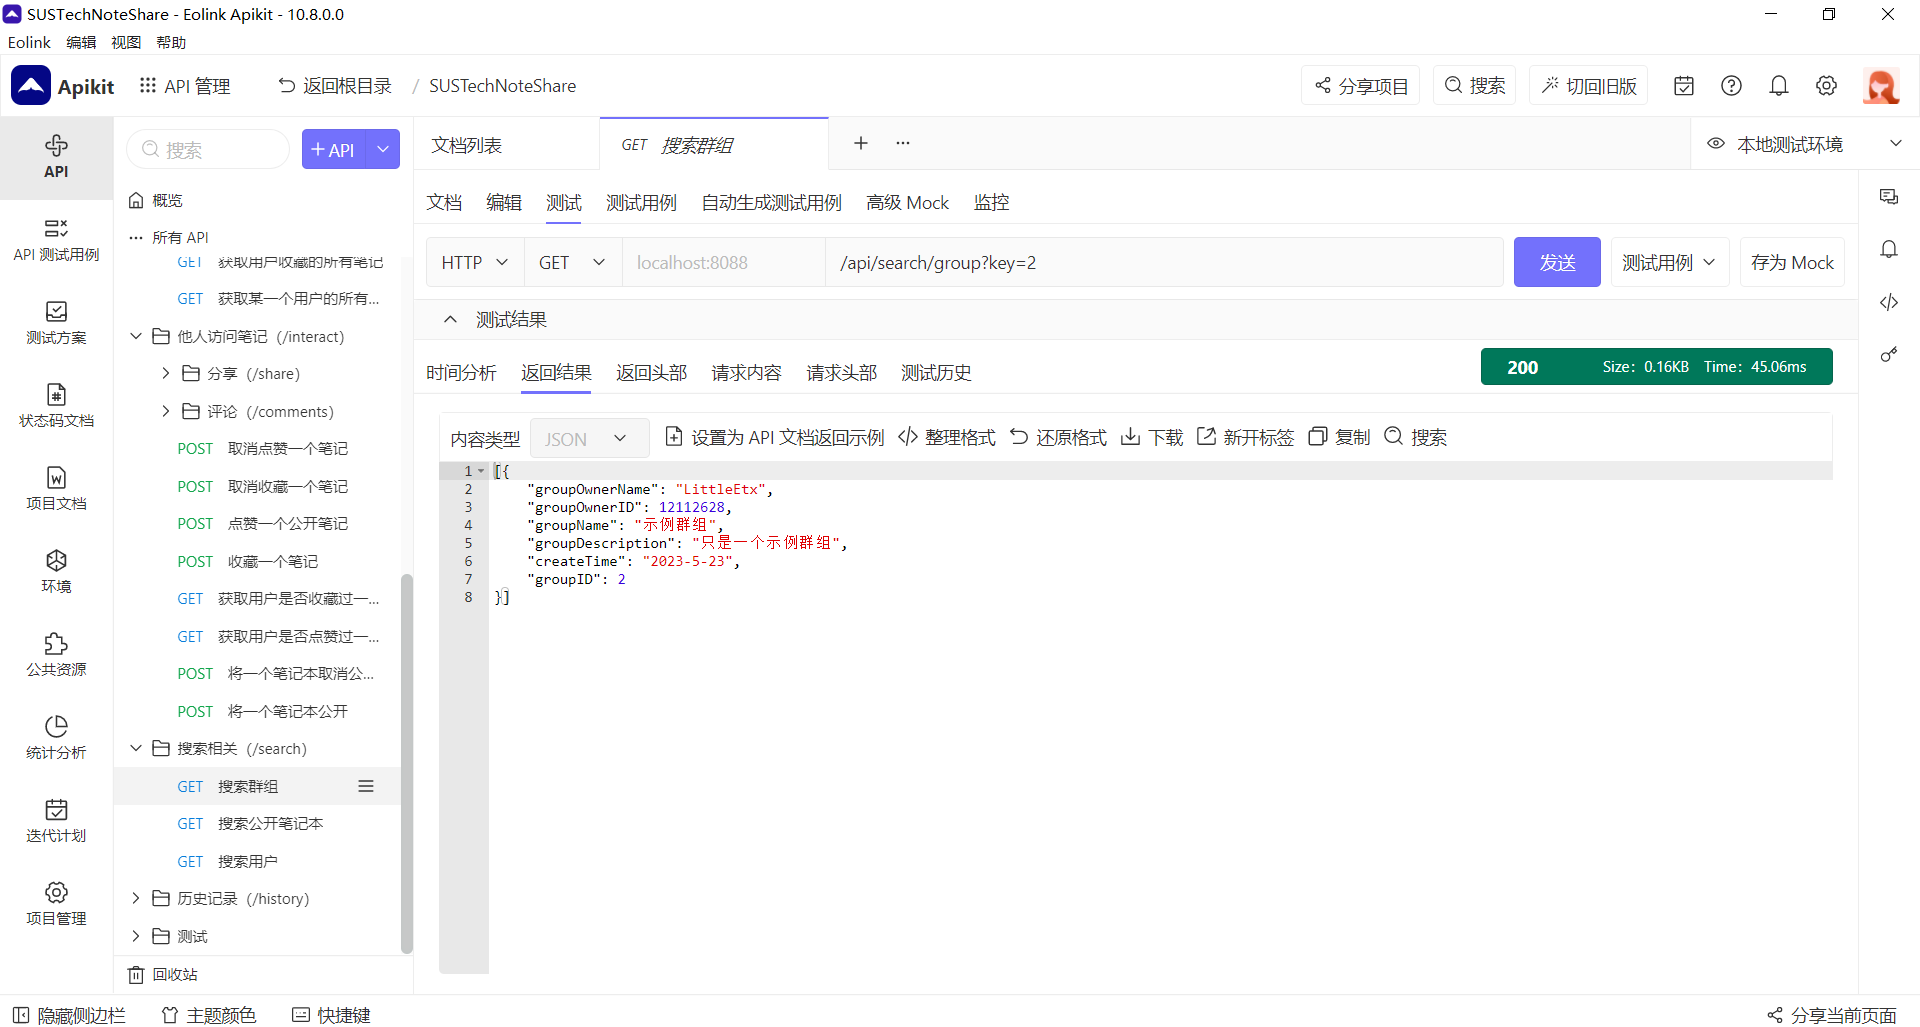 SUSTechNoteShare - Eolink Apikit - 10.8.0.0
Eolink 编辑 视图 帮助
Apikit API 管理 返回根目录 / SUSTechNoteShare 分享项目 搜索 切回旧版
API
API 测试用例
测试方案
状态码文档
项目文档
环境
公共资源
统计分析
迭代计划
项目管理
搜索 +API
概览
所有 API
GET 获取用户收藏的所有笔记
GET 获取某一个用户的所有...
他人访问笔记 (/interact)
分享 (/share)
评论 (/comments)
POST 取消点赞一个笔记
POST 取消收藏一个笔记
POST 点赞一个公开笔记
POST 收藏一个笔记
GET 获取用户是否收藏过一...
GET 获取用户是否点赞过一...
POST 将一个笔记本取消公...
POST 将一个笔记本公开
搜索相关 (/search)
GET 搜索群组
GET 搜索公开笔记本
GET 搜索用户
历史记录 (/history)
测试
回收站
文档列表 GET 搜索群组 + ... 本地测试环境
文档 编辑 测试 测试用例 自动生成测试用例 高级 Mock 监控
HTTP GET localhost:8088 /api/search/group?key=2 发送 测试用例 存为 Mock
测试结果
时间分析 返回结果 返回头部 请求内容 请求头部 测试历史 200 Size: 0.16KB Time: 45.06ms
内容类型 JSON 设置为 API 文档返回示例 整理格式 还原格式 下载 新开标签 复制 搜索
1 [{
2 "groupOwnerName": "LittleEtx",
3 "groupOwnerID": 12112628,
4 "groupName": "示例群组",
5 "groupDescription": "只是一个示例群组",
6 "createTime": "2023-5-23",
7 "groupID": 2
8 }]
隐藏侧边栏 主题颜色 快捷键 分享当前页面